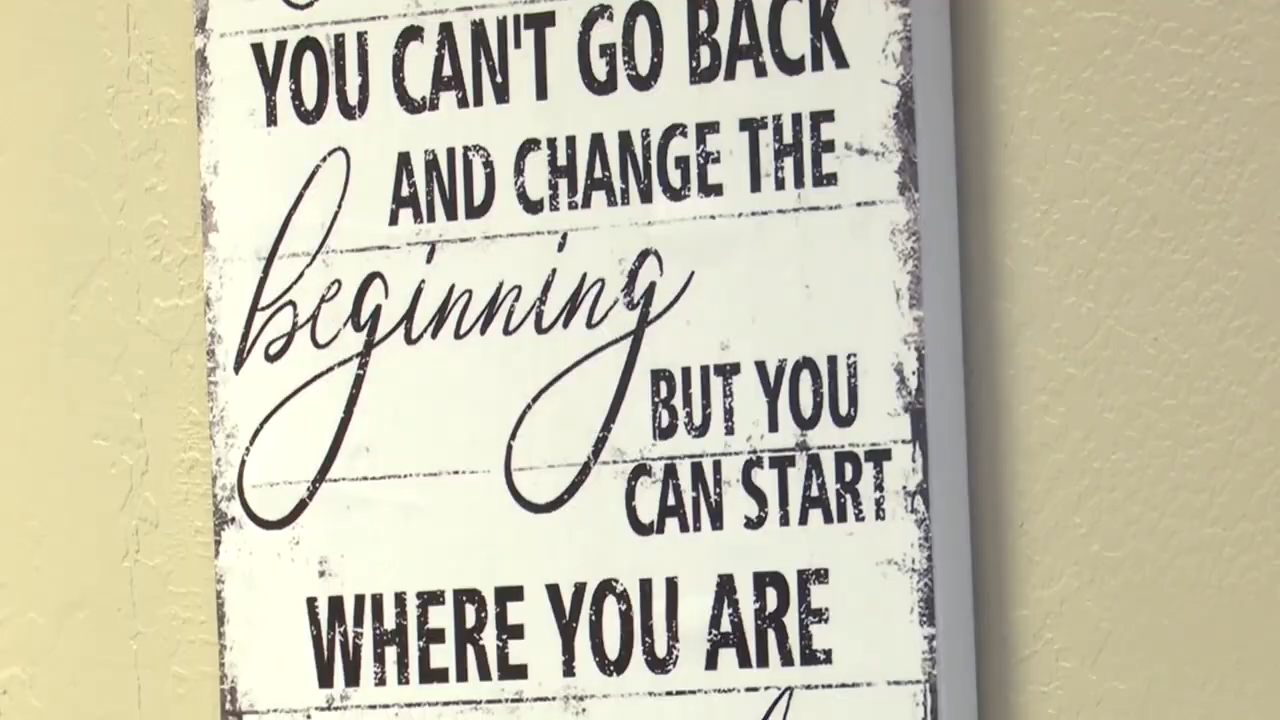 YOU CAN'T GO BACK
AND CHANGE THE
beginning
BUT YOU
CAN START
WHERE YOU ARE